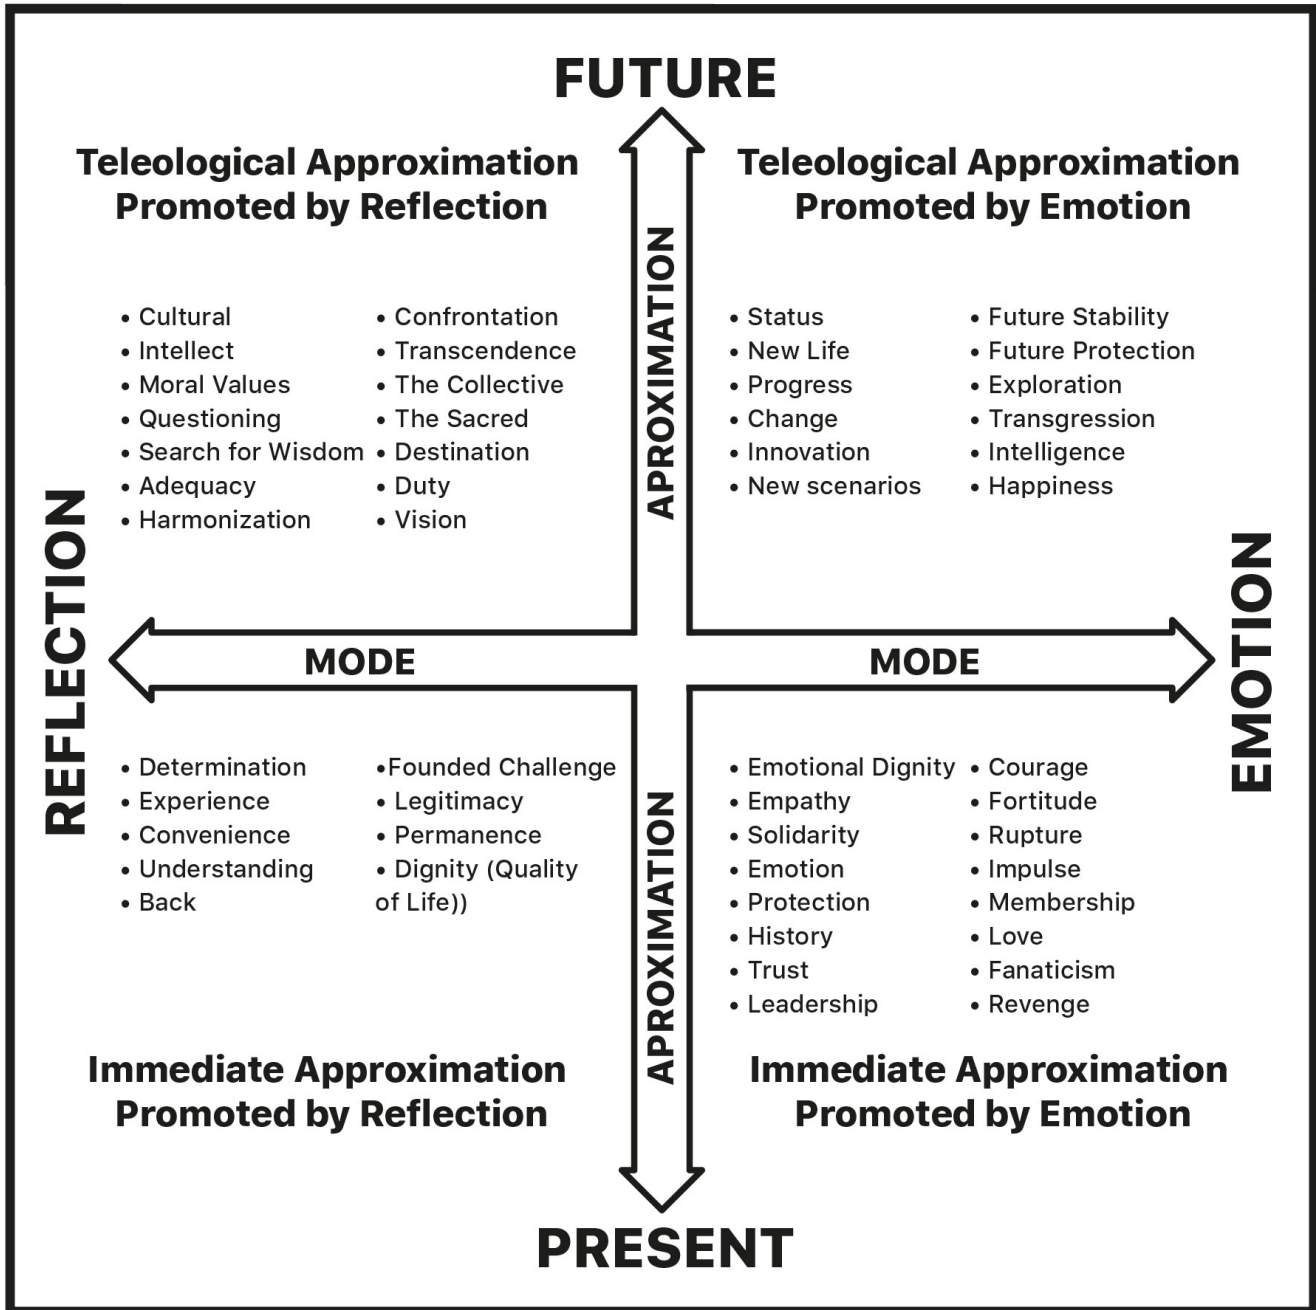 FUTURE
Teleological Approximation
Promoted by Reflection
• Cultural
• Intellect
• Moral Values
• Questioning
• Search for Wisdom
• Adequacy
• Harmonization
• Confrontation
• Transcendence
• The Collective
• The Sacred
• Destination
• Duty
• Vision
APROXIMATION
Teleological Approximation
Promoted by Emotion
• Status
• New Life
• Progress
• Change
• Innovation
• New scenarios
• Future Stability
• Future Protection
• Exploration
• Transgression
• Intelligence
• Happiness
REFLECTION
MODE
MODE
EMOTION
• Determination
• Experience
• Convenience
• Understanding
• Back
•Founded Challenge
• Legitimacy
• Permanence
• Dignity (Quality
of Life))
Immediate Approximation
Promoted by Reflection
APROXIMATION
• Emotional Dignity
• Empathy
• Solidarity
• Emotion
• Protection
• History
• Trust
• Leadership
• Courage
• Fortitude
• Rupture
• Impulse
• Membership
• Love
• Fanaticism
• Revenge
Immediate Approximation
Promoted by Emotion
PRESENT